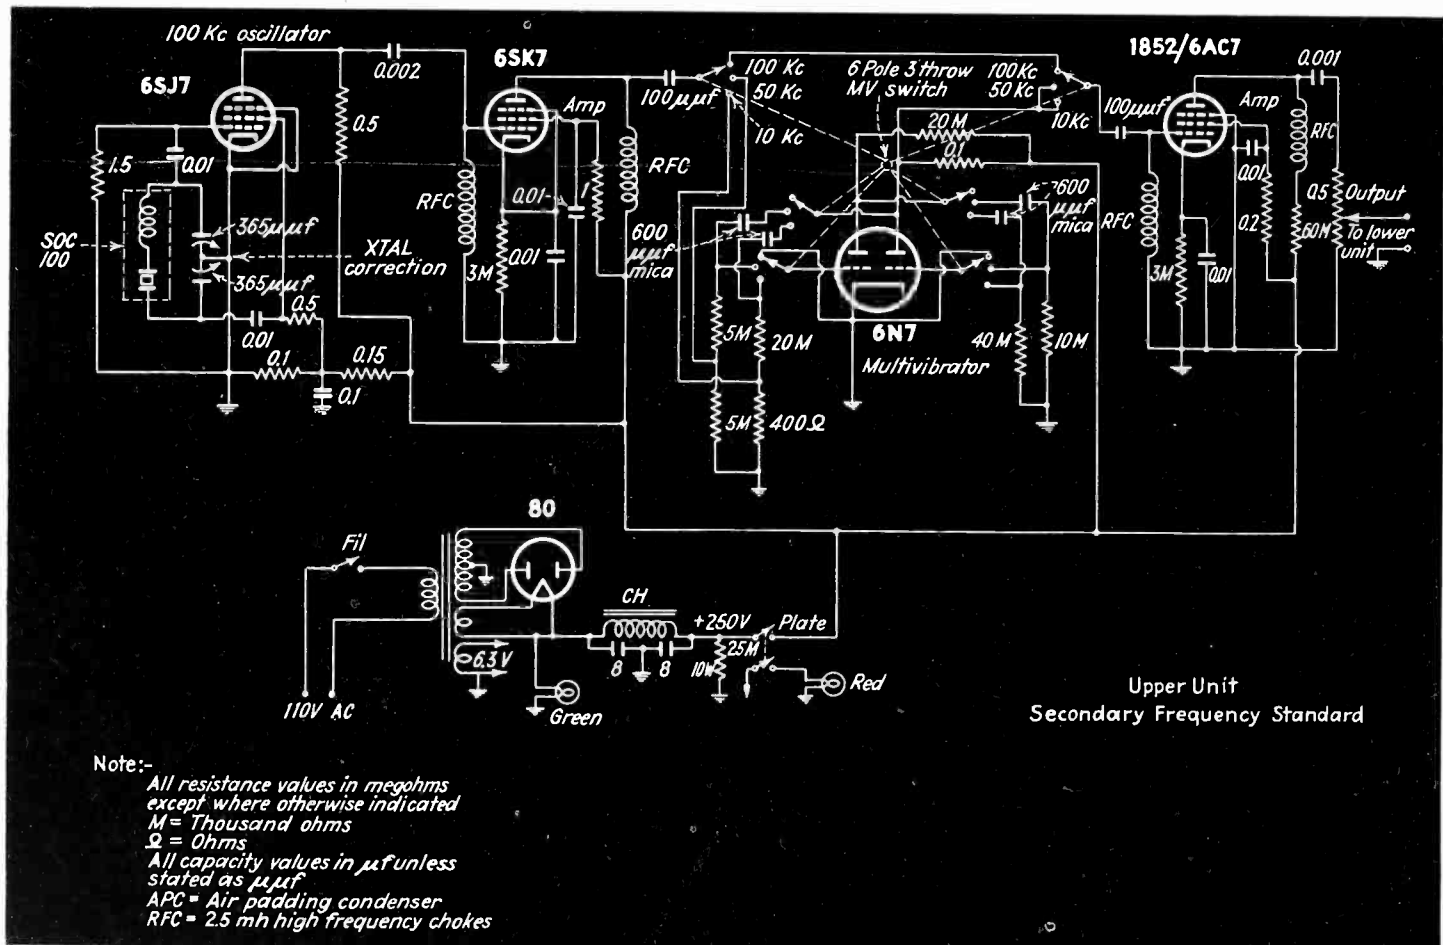 100 Kc oscillator
6SJ7
0.002
6SK7
Amp
0.5
1.5
0.01
SOC
100
365μμf
XTAL
correction
365μμf
0.5
0.01
0.1
0.15
0.1
RFC
3M
0.01
0.01
1
RFC
100μμf
100 Kc
50 Kc
10 Kc
6 Pole 3 throw
MV switch
100Kc
50Kc
10Kc
20M
0.1
600
μμf
mica
600
μμf
mica
5M
20M
5M
400Ω
6N7
Multivibrator
40M
10M
1852/6AC7
100μμf
Amp
0.001
RFC
RFC
0.01
0.5
Output
0.2
60M
To lower
unit
3M
0.01
80
Fil
110V AC
6.3V
Green
CH
8
8
+250V
25M
10W
Plate
Red
Upper Unit
Secondary Frequency Standard
Note:-
All resistance values in megohms
except where otherwise indicated
M= Thousand ohms
Ω = Ohms
All capacity values in μf unless
stated as μμf
APC= Air padding condenser
RFC= 2.5 mh high frequency chokes